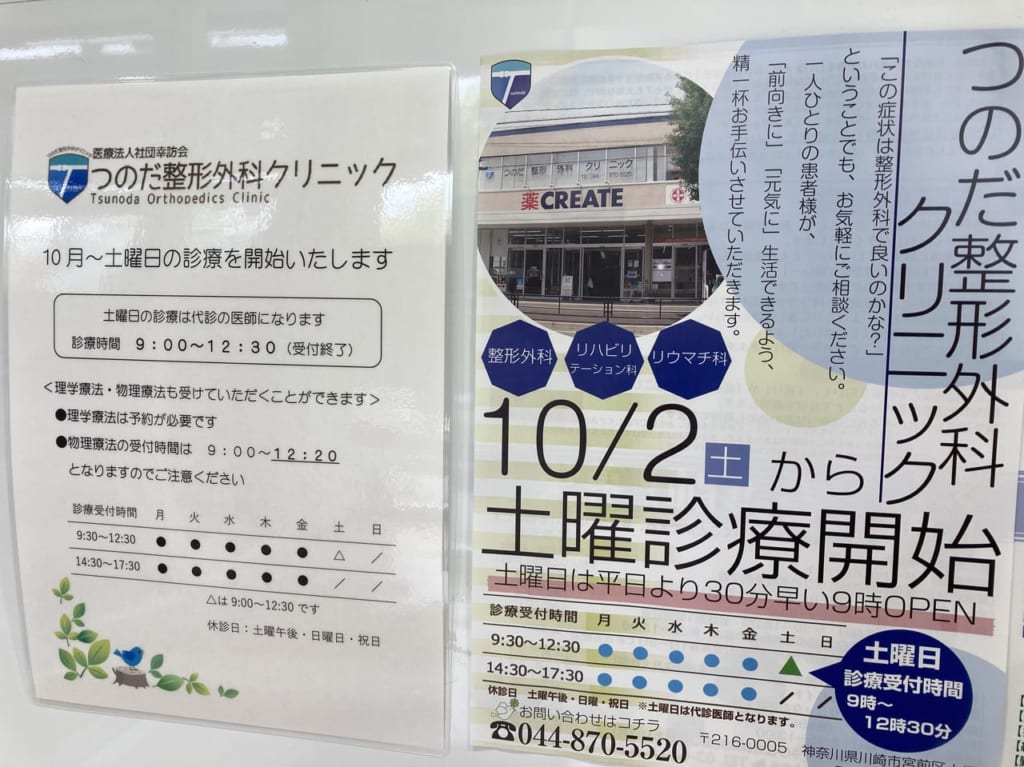 医療法人社団幸訪会
つのだ整形外科クリニック
Tsunoda Orthopedics Clinic
10月～土曜日の診療を開始いたします
土曜日の診療は代診の医師になります
診療時間 9:00～12:30（受付終了）
＜理学療法・物理療法も受けていただくことができます＞
●理学療法は予約が必要です
●物理療法の受付時間は 9:00～12:20
となりますのでご注意ください
診療受付時間 月 火 水 木 金 土 日
9:30～12:30 ● ● ● ● ● △ ／
14:30～17:30 ● ● ● ● ● ／ ／
△は 9:00～12:30 です
休診日：土曜午後・日曜日・祝日
つのだ整形外科
クリニック
「この症状は整形外科で良いのかな？」
ということでも、お気軽にご相談ください。
一人ひとりの患者様が、
「前向きに」「元気に」生活できるよう、
精一杯お手伝いさせていただきます。
Tsunoda
つのだ 整形 外科 クリニック
薬CREATE
整形外科
リハビリ
テーション科
リウマチ科
10/2 土 から
土曜診療開始
土曜日は平日より30分早い9時OPEN
診療受付時間 月 火 水 木 金 土 日
9:30～12:30 ● ● ● ● ● ▲ ／
14:30～17:30 ● ● ● ● ● ／ ／
土曜日
診療受付時間
9時～
12時30分
休診日 土曜午後・日曜・祝日 ※土曜日は代診医師となります。
お問い合わせはコチラ
☎044-870-5520
〒216-0005 神奈川県川崎市宮前区